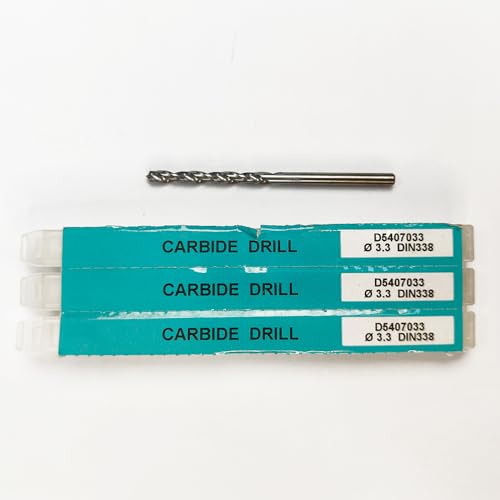 CARBIDE DRILL
D5407033
Ø 3.3 DIN338
CARBIDE DRILL
D5407033
Ø 3.3 DIN338
CARBIDE DRILL
D5407033
Ø 3.3 DIN338